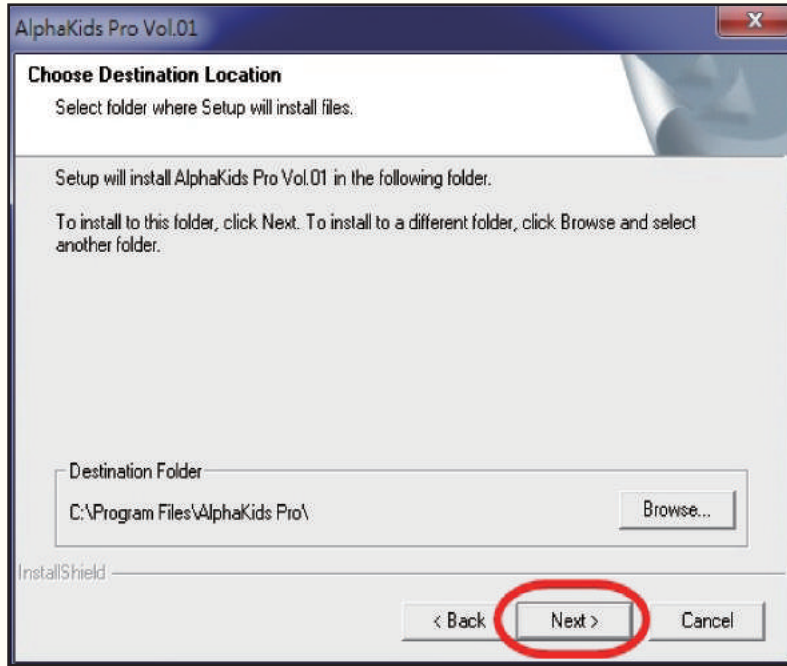 AlphaKids Pro Vol.01
X
Choose Destination Location
Select folder where Setup will install files.
Setup will install AlphaKids Pro Vol.01 in the following folder.
To install to this folder, click Next. To install to a different folder, click Browse and select
another folder.
Destination Folder
C:\Program Files\AlphaKids Pro\
Browse...
InstallShield
< Back
Next >
Cancel